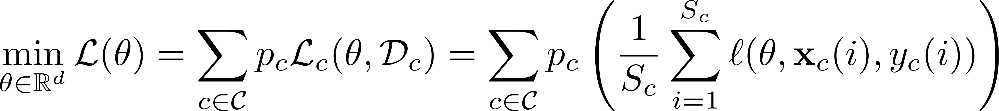 \min_{\theta \in \mathbb{R}^d} \mathcal{L}(\theta) = \sum_{c \in \mathcal{C}} p_c \mathcal{L}_c(\theta, \mathcal{D}_c) = \sum_{c \in \mathcal{C}} p_c \left( \frac{1}{S_c} \sum_{i=1}^{S_c} \ell(\theta, \mathbf{x}_c(i), y_c(i)) \right)